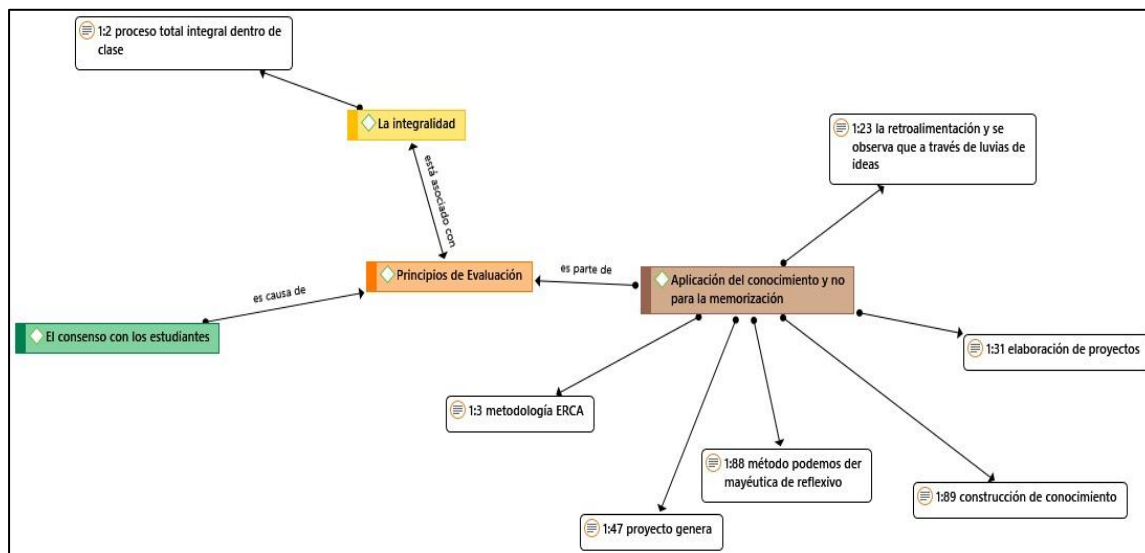 1:2 proceso total integral dentro de
clase
La integralidad
1:23 la retroalimentación y se
observa que a través de luvias de
ideas
está asociado con
Principios de Evaluación
es parte de
Aplicación del conocimiento y no
para la memorización
es causa de
El consenso con los estudiantes
1:31 elaboración de proyectos
1:3 metodología ERCA
1:88 método podemos der
mayéutica de reflexivo
1:89 construcción de conocimiento
1:47 proyecto genera